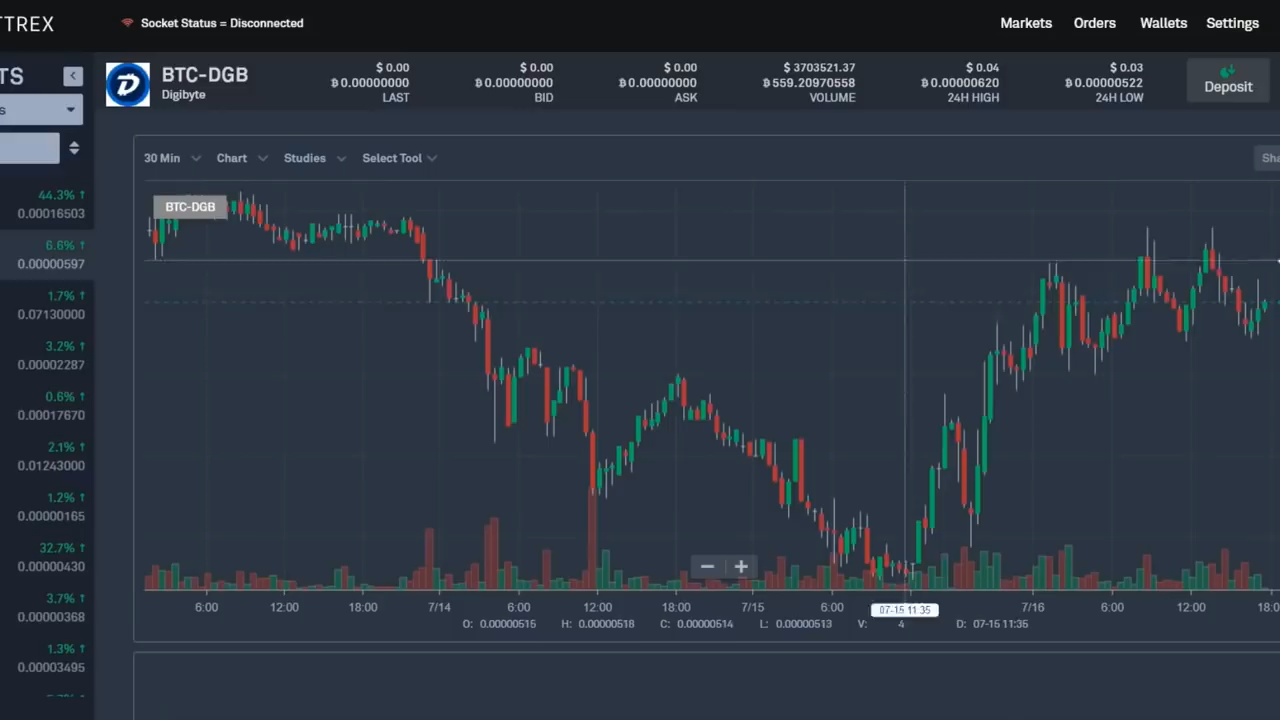 TTREX
Socket Status = Disconnected
Markets Orders Wallets Settings
TS
s
44.3% ↑
0.00016503
6.6% ↑
0.00000597
1.7% ↑
0.07130000
3.2% ↑
0.00002287
0.6% ↑
0.00017670
2.1% ↑
0.01243000
1.2% ↑
0.00000165
32.7% ↑
0.00000430
3.7% ↑
0.00000368
1.3% ↑
0.00003495
BTC-DGB
Digibyte
$ 0.00
฿ 0.00000000
LAST
$ 0.00
฿ 0.00000000
BID
$ 0.00
฿ 0.00000000
ASK
$ 3703521.37
฿ 559.20970558
VOLUME
$ 0.04
฿ 0.00000620
24H HIGH
$ 0.03
฿ 0.00000522
24H LOW
Deposit
30 Min Chart Studies Select Tool
Sha
BTC-DGB
− +
6:00 12:00 18:00 7/14 6:00 12:00 18:00 7/15 6:00 07-15 11:35 7/16 6:00 12:00 18:0
O: 0.00000515 H: 0.00000518 C: 0.00000514 L: 0.00000513 V: 4 D: 07-15 11:35